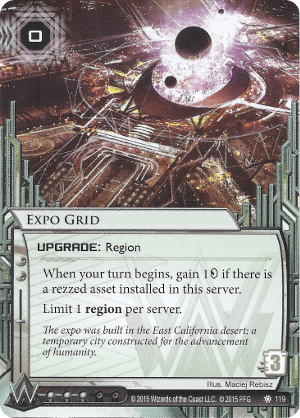 0
EXPO GRID
UPGRADE: Region
When your turn begins, gain 1 if there is
a rezzed asset installed in this server.
Limit 1 region per server.
The expo was built in the East California desert; a
temporary city constructed for the advancement
of humanity.
3
Illus. Maciej Rebisz
© 2015 Wizards of the Coast LLC. © 2015 FFG 119